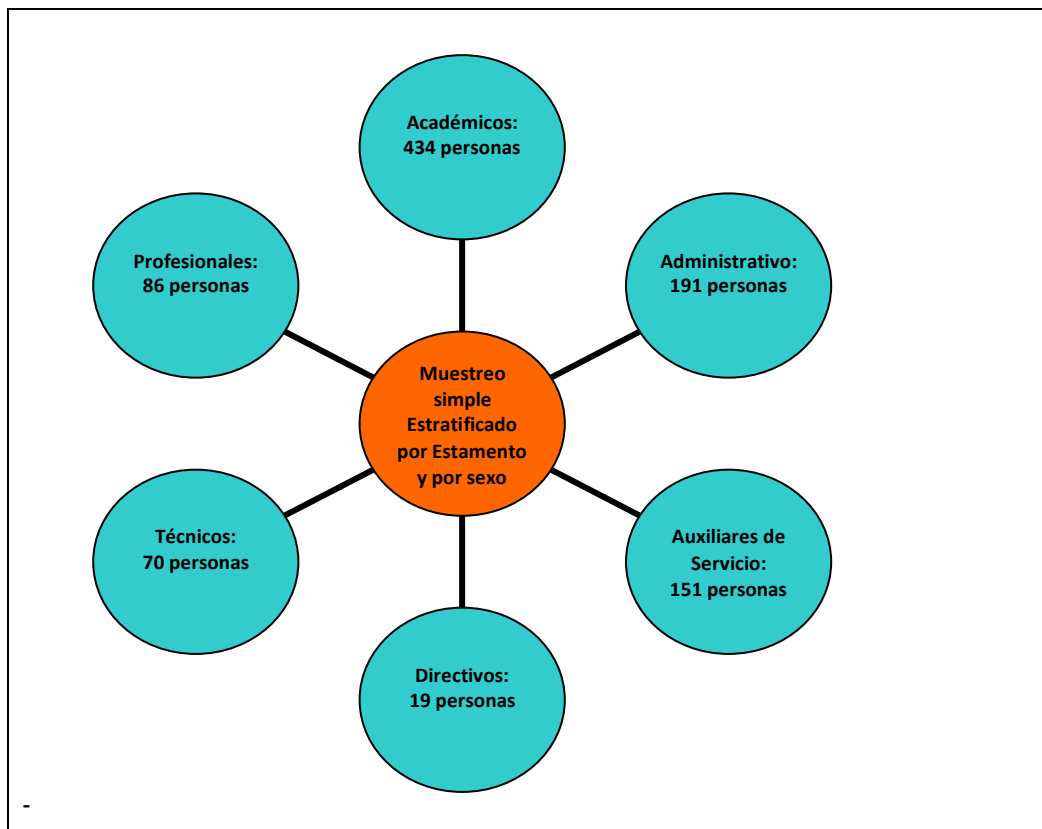 Académicos:
434 personas
Profesionales:
86 personas
Administrativo:
191 personas
Muestreo
simple
Estratificado
por Estamento
y por sexo
Técnicos:
70 personas
Auxiliares de
Servicio:
151 personas
Directivos:
19 personas
-